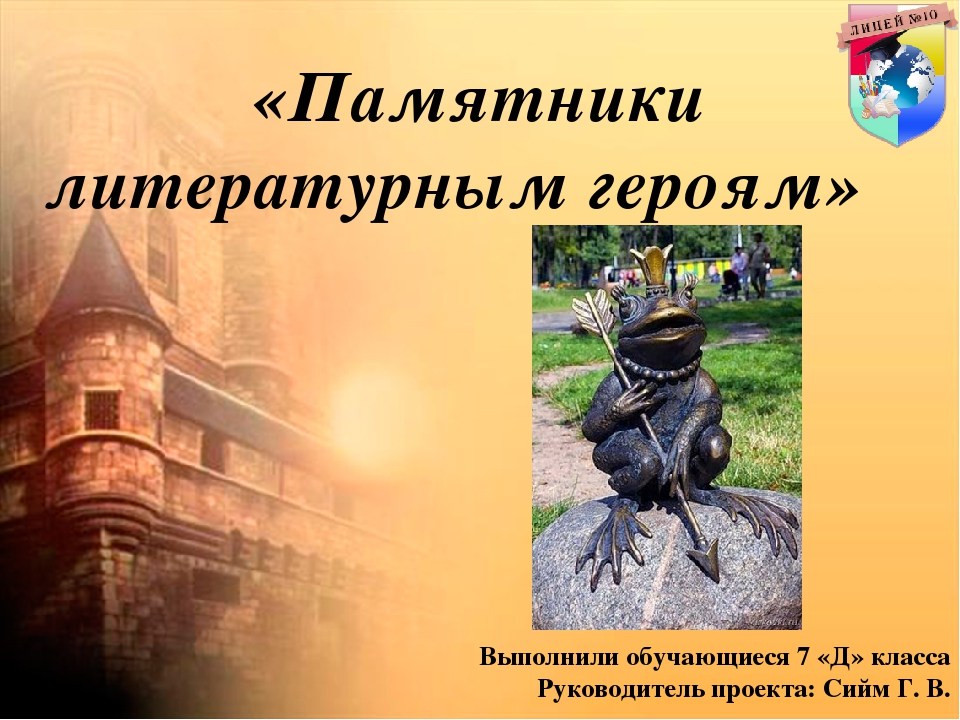 ЛИЦЕЙ №10
«Памятники
литературным героям»
Выполнили обучающиеся 7 «Д» класса
Руководитель проекта: Сийм Г. В.